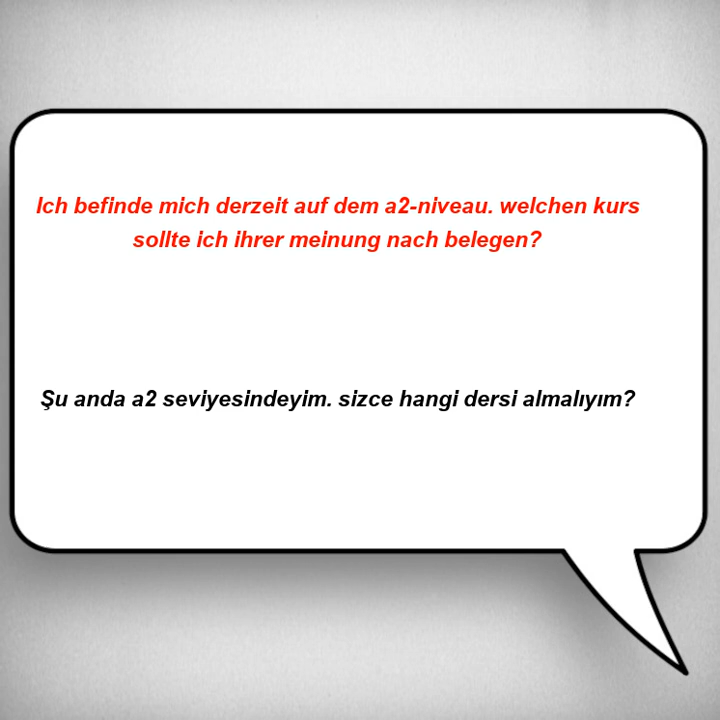 Ich befinde mich derzeit auf dem a2-niveau. welchen kurs
sollte ich ihrer meinung nach belegen?
Şu anda a2 seviyesindeyim. sizce hangi dersi almalıyım?